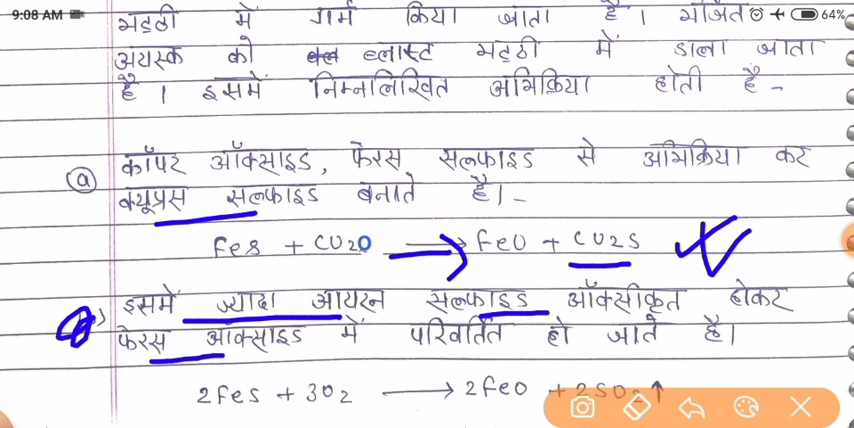 9:08 AM
64%
भट्ठी में गर्म किया जाता है। भर्जित
अयस्क को ब्लास्ट भट्ठी में डाला जाता
है। इसमें निम्नलिखित अभिक्रिया होती है -
(a) कॉपर ऑक्साइड, फेरस सल्फाइड से अभिक्रिया कर
क्यूप्रस सल्फाइड बनाते है। -
FeS + CU2O → FeO + CU2S
इसमें ज्यादा आयरन सल्फाइड ऑक्सीकृत होकर
फेरस ऑक्साइड में परिवर्तित हो जाते है।
2FeS + 3O2 → 2FeO + 2SO2 ↑